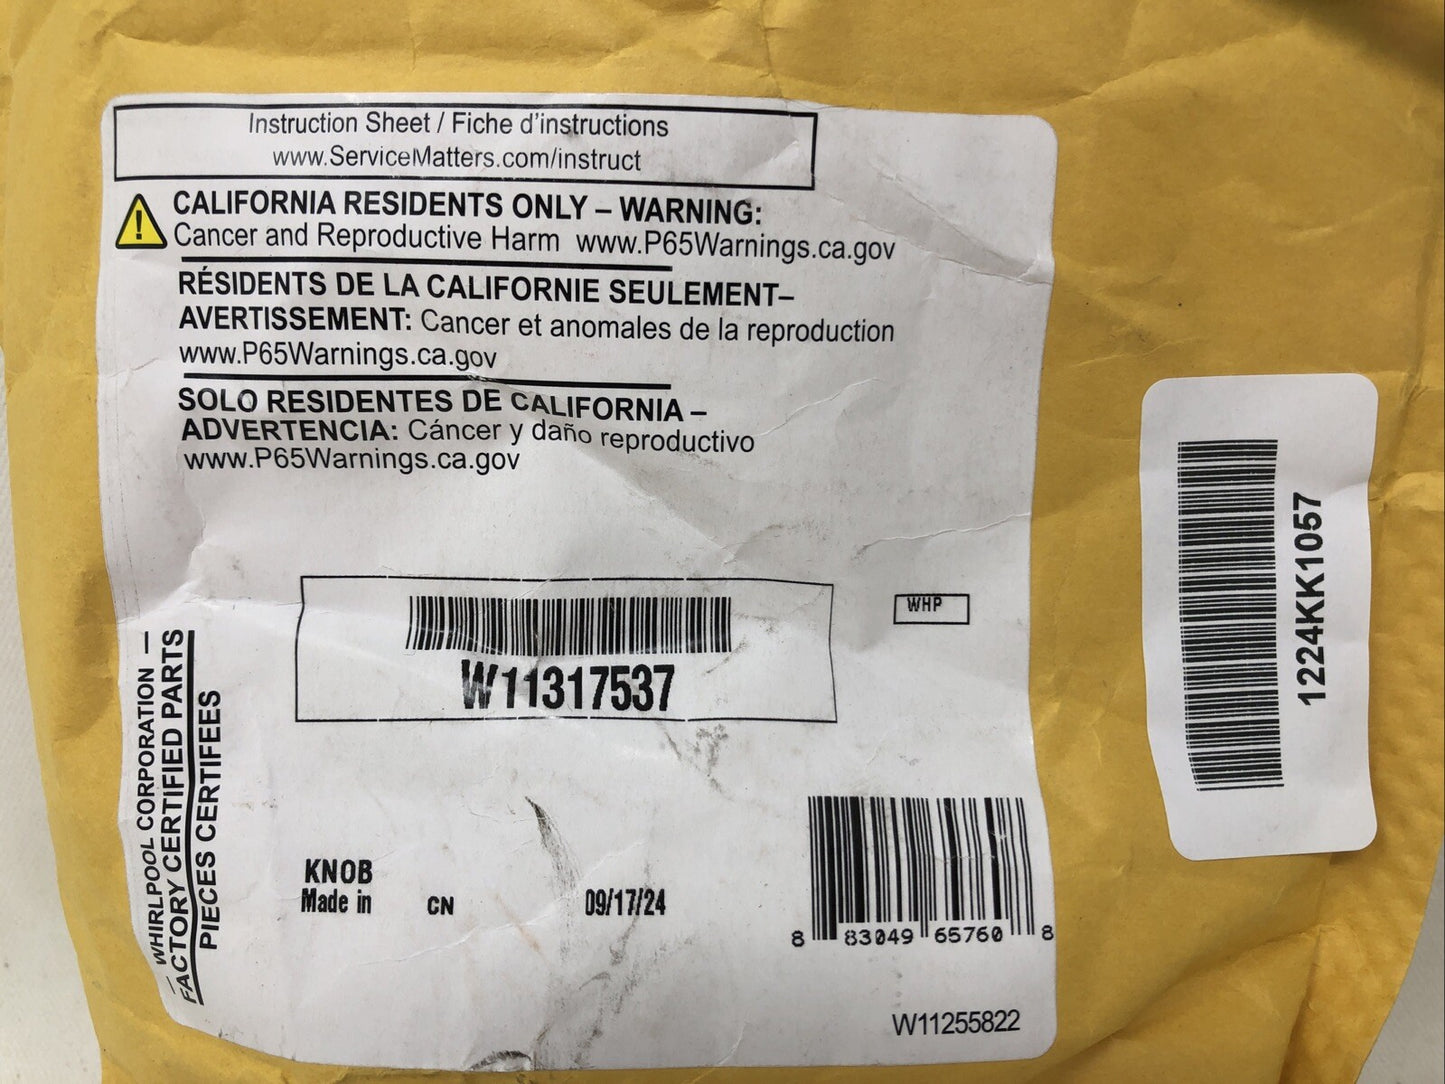 Instruction Sheet / Fiche d'instructions
www.ServiceMatters.com/instruct
CALIFORNIA RESIDENTS ONLY – WARNING:
Cancer and Reproductive Harm www.P65Warnings.ca.gov
RÉSIDENTS DE LA CALIFORNIE SEULEMENT–
AVERTISSEMENT: Cancer et anomales de la reproduction
www.P65Warnings.ca.gov
SOLO RESIDENTES DE CALIFORNIA –
ADVERTENCIA: Cáncer y daño reproductivo
www.P65Warnings.ca.gov
W11317537
WHP
— WHIRLPOOL CORPORATION —
FACTORY CERTIFIED PARTS
PIECES CERTIFEES
KNOB
Made in CN 09/17/24
8 83049 65760 8
W11255822
1224KK1057